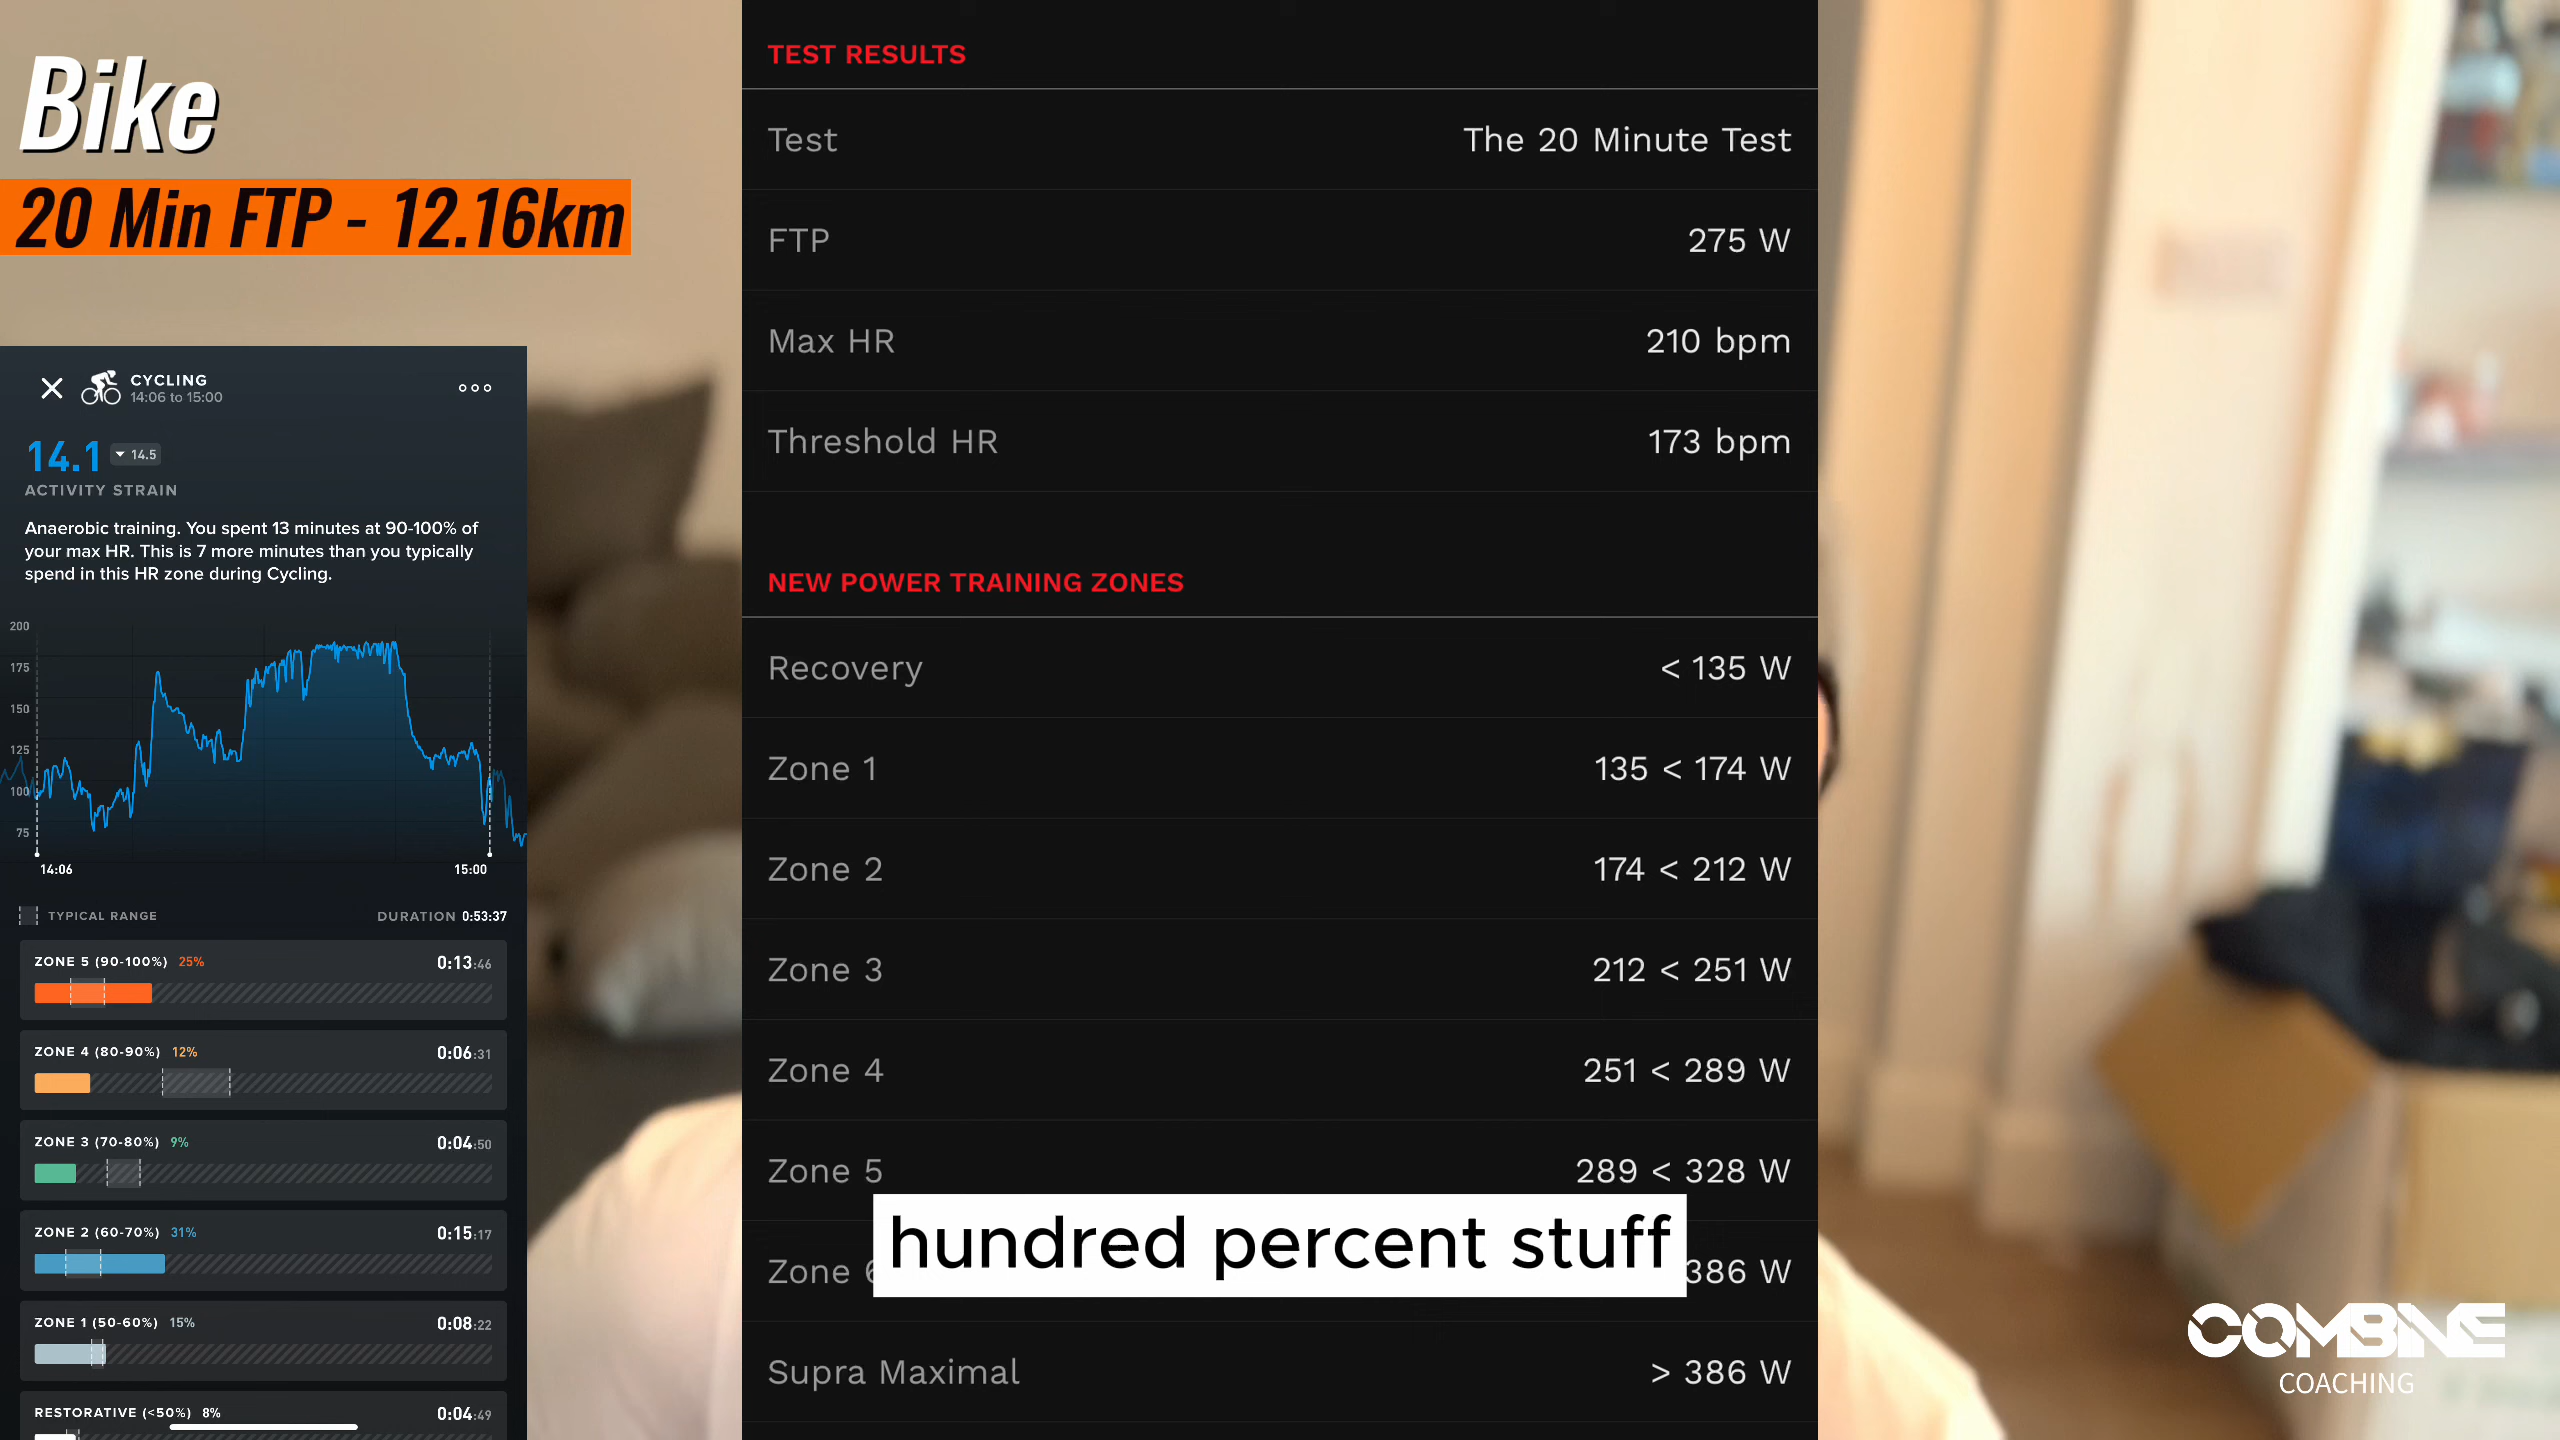 Bike
20 Min FTP - 12.16km
CYCLING
14:06 to 15:00
14.1
14.5
ACTIVITY STRAIN
Anaerobic training. You spent 13 minutes at 90-100% of
your max HR. This is 7 more minutes than you typically
spend in this HR zone during Cycling.
200
175
150
125
100
75
14:06 15:00
TYPICAL RANGE DURATION 0:53:37
ZONE 5 (90-100%) 25% 0:13:46
ZONE 4 (80-90%) 12% 0:06:31
ZONE 3 (70-80%) 9% 0:04:50
ZONE 2 (60-70%) 31% 0:15:17
ZONE 1 (50-60%) 15% 0:08:22
RESTORATIVE (<50%) 8% 0:04:49
TEST RESULTS
Test The 20 Minute Test
FTP 275 W
Max HR 210 bpm
Threshold HR 173 bpm
NEW POWER TRAINING ZONES
Recovery < 135 W
Zone 1 135 < 174 W
Zone 2 174 < 212 W
Zone 3 212 < 251 W
Zone 4 251 < 289 W
Zone 5 289 < 328 W
Zone 386 W
Supra Maximal > 386 W
hundred percent stuff
COMBINE
COACHING